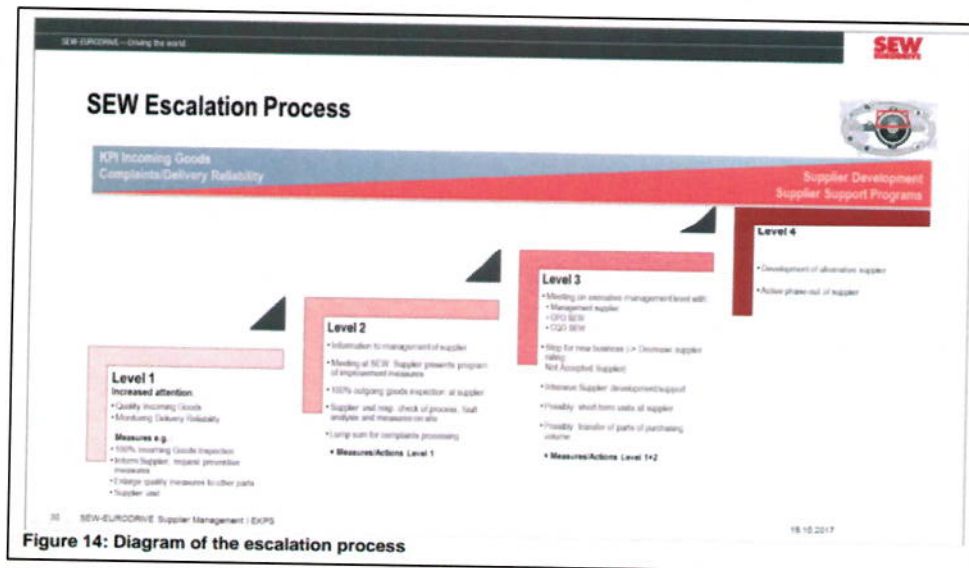 SEW-EURODRIVE – Driving the world
SEW
EURODRIVE
SEW Escalation Process
KPI Incoming Goods
Complaints/Delivery Reliability
Supplier Development
Supplier Support Programs
Level 1
Increased attention
• Quality Incoming Goods
• Monitoring Delivery Reliability
Measures e.g.
• 100% Incoming Goods Inspection
• Inform Supplier, request preventive
measures
• Enlarge quality measures to other parts
• Supplier visit
Level 2
• Information to management of supplier
• Meeting at SEW: Supplier presents program
of improvement measures
• 100% outgoing goods inspection at supplier
• Supplier visit resp. check of process, fault
analysis and measures on site
• Lump sum for complaints processing
+ Measures/Actions Level 1
Level 3
• Meeting on executive management level with:
• Management supplier
• CPO SEW
• CQO SEW
• Stop for new business (-> Decrease supplier
rating:
Not Accepted Supplier)
• Intensive Supplier development/support
• Possibly: short-term visits at supplier
• Possibly: transfer of parts of purchasing
volume
+ Measures/Actions Level 1+2
Level 4
• Development of alternative supplier
• Active phase-out of supplier
SEW-EURODRIVE Supplier Management | EKPS
18.10.2017
Figure 14: Diagram of the escalation process